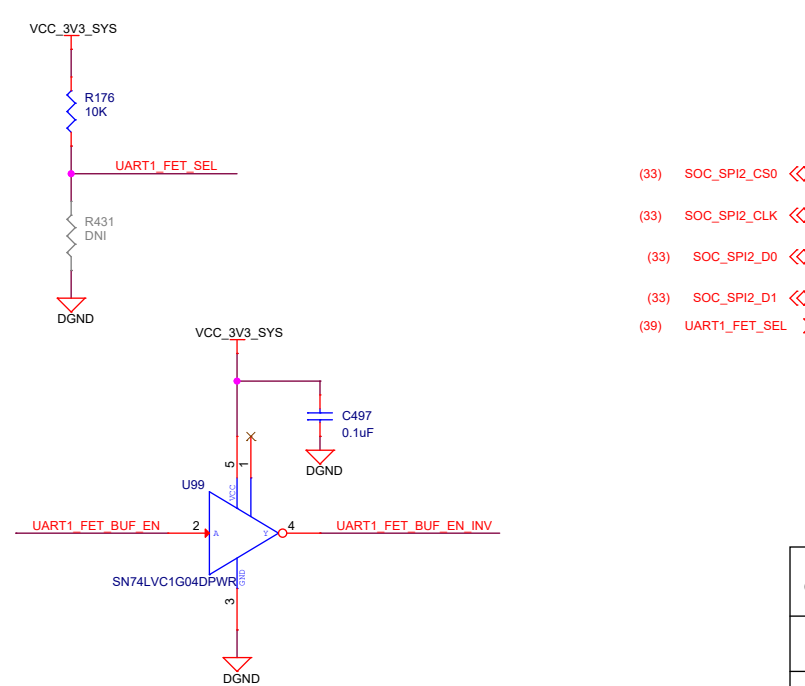 VCC_3V3_SYS
R176
10K
UART1_FET_SEL
R431
DNI
DGND
(33) SOC_SPI2_CS0
(33) SOC_SPI2_CLK
(33) SOC_SPI2_D0
(33) SOC_SPI2_D1
(39) UART1_FET_SEL
VCC_3V3_SYS
C497
0.1uF
DGND
5
1
U99
VCC
UART1_FET_BUF_EN
2
A
Y
4
UART1_FET_BUF_EN_INV
SN74LVC1G04DPWR
GND
3
DGND